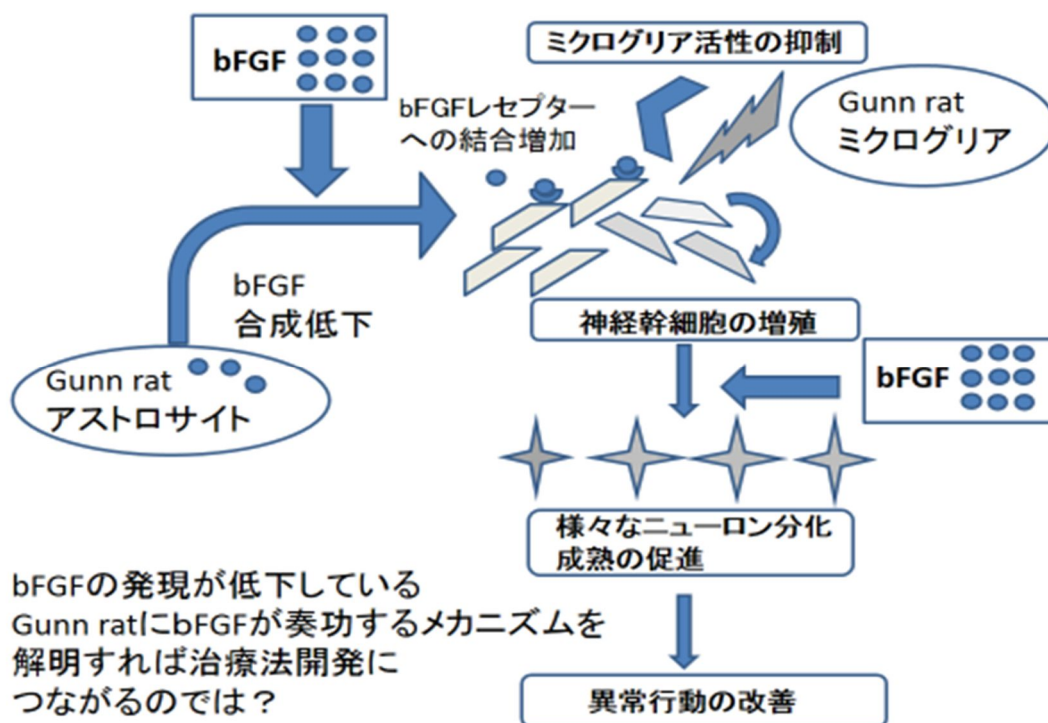 bFGF
ミクログリア活性の抑制
bFGFレセプター
への結合増加
Gunn rat
ミクログリア
bFGF
合成低下
Gunn rat
アストロサイト
神経幹細胞の増殖
bFGF
様々なニューロン分化
成熟の促進
bFGFの発現が低下している
Gunn ratにbFGFが奏功するメカニズムを
解明すれば治療法開発に
つながるのでは？
異常行動の改善